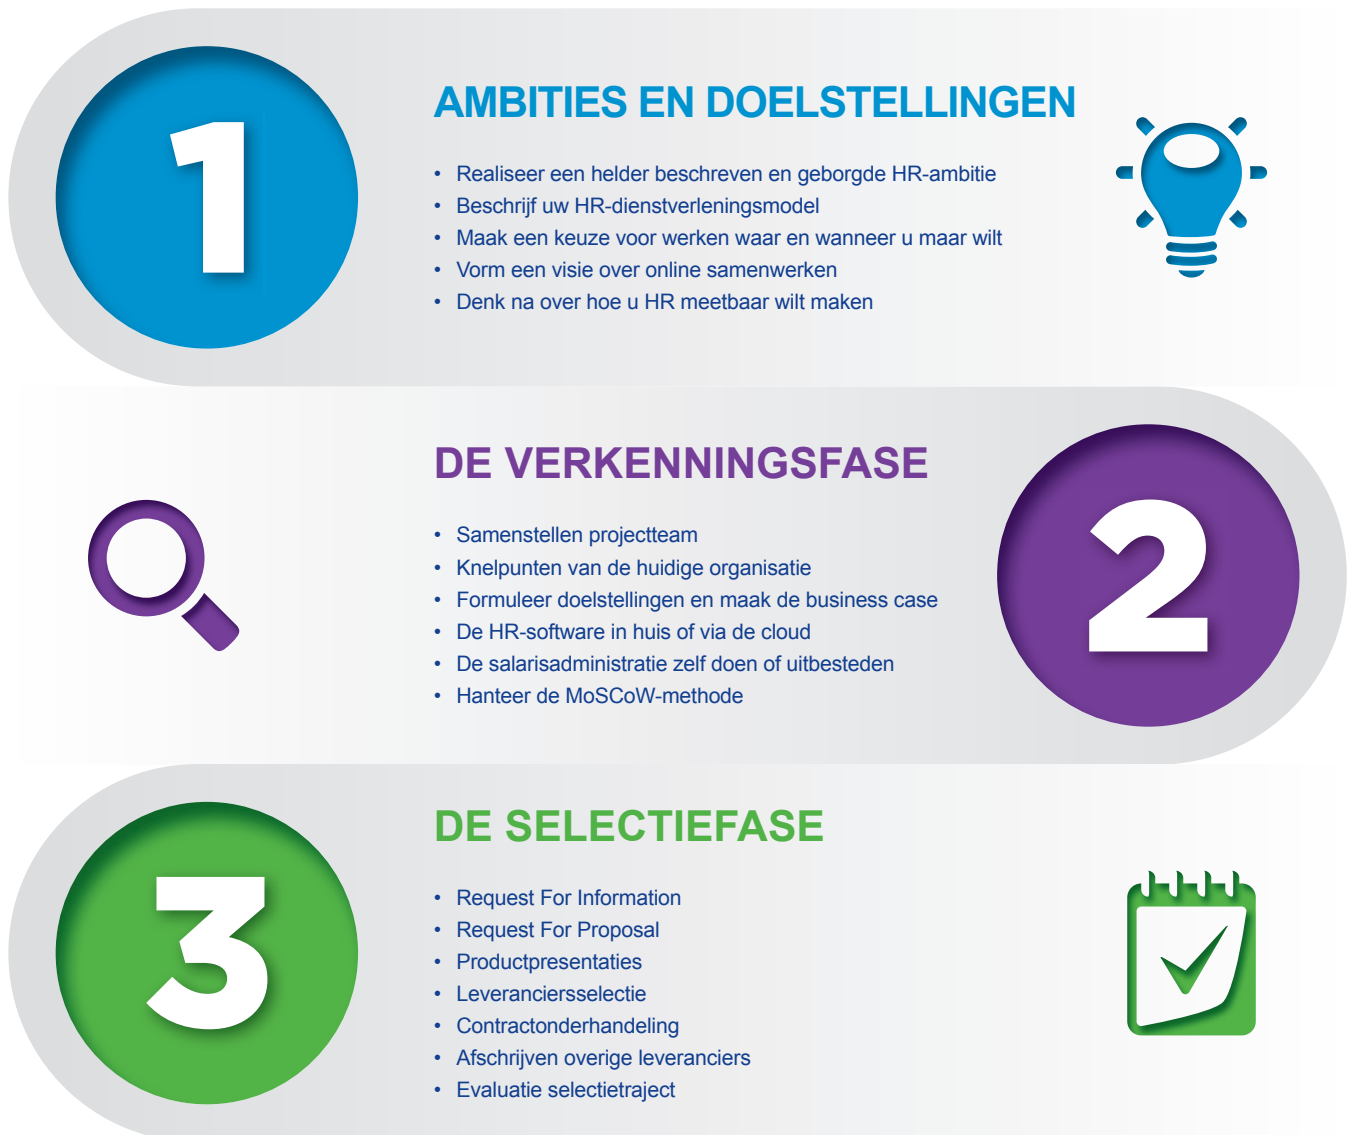 1
AMBITIES EN DOELSTELLINGEN
• Realiseer een helder beschreven en geborgde HR-ambitie
• Beschrijf uw HR-dienstverleningsmodel
• Maak een keuze voor werken waar en wanneer u maar wilt
• Vorm een visie over online samenwerken
• Denk na over hoe u HR meetbaar wilt maken
DE VERKENNINGSFASE
2
• Samenstellen projectteam
• Knelpunten van de huidige organisatie
• Formuleer doelstellingen en maak de business case
• De HR-software in huis of via de cloud
• De salarisadministratie zelf doen of uitbesteden
• Hanteer de MoSCoW-methode
3
DE SELECTIEFASE
• Request For Information
• Request For Proposal
• Productpresentaties
• Leveranciersselectie
• Contractonderhandeling
• Afschrijven overige leveranciers
• Evaluatie selectietraject